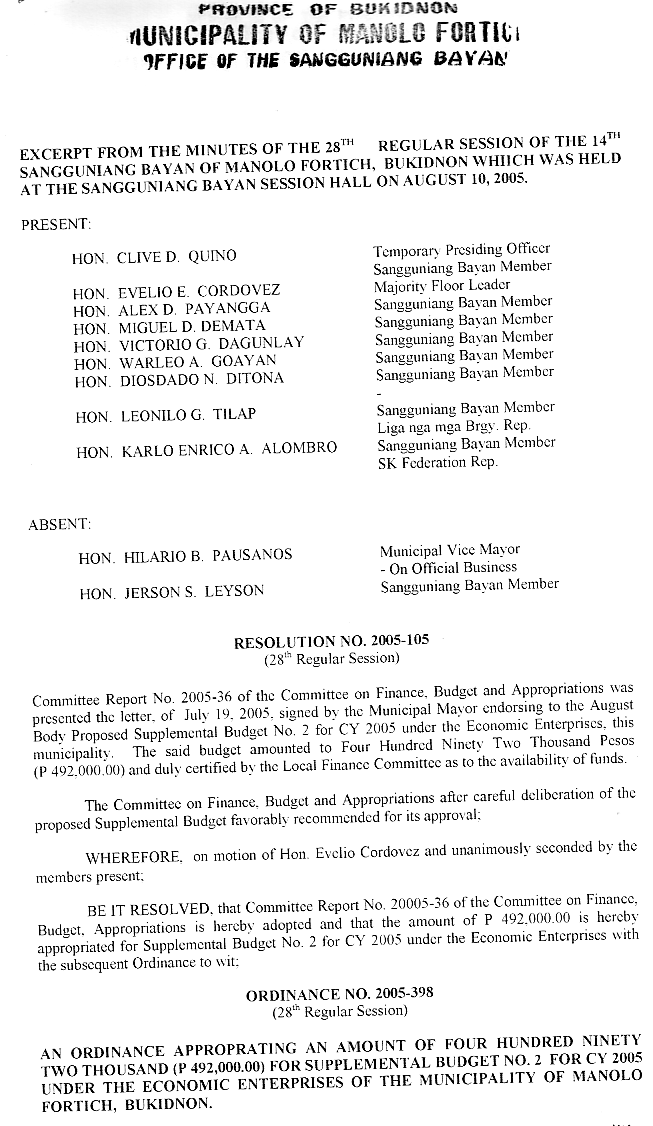 PROVINCE OF BUKIDNON
MUNICIPALITY OF MANOLO FORTICH
OFFICE OF THE SANGGUNIANG BAYAN
EXCERPT FROM THE MINUTES OF THE 28TH REGULAR SESSION OF THE 14TH
SANGGUNIANG BAYAN OF MANOLO FORTICH, BUKIDNON WHIICH WAS HELD
AT THE SANGGUNIANG BAYAN SESSION HALL ON AUGUST 10, 2005.
PRESENT:
HON. CLIVE D. QUINO Temporary Presiding Officer
Sangguniang Bayan Member
HON. EVELIO E. CORDOVEZ Majority Floor Leader
HON. ALEX D. PAYANGGA Sangguniang Bayan Member
HON. MIGUEL D. DEMATA Sangguniang Bayan Member
HON. VICTORIO G. DAGUNLAY Sangguniang Bayan Member
HON. WARLEO A. GOAYAN Sangguniang Bayan Member
HON. DIOSDADO N. DITONA Sangguniang Bayan Member
-
HON. LEONILO G. TILAP Sangguniang Bayan Member
Liga nga mga Brgy. Rep.
HON. KARLO ENRICO A. ALOMBRO Sangguniang Bayan Member
SK Federation Rep.
ABSENT:
HON. HILARIO B. PAUSANOS Municipal Vice Mayor
- On Official Business
HON. JERSON S. LEYSON Sangguniang Bayan Member
RESOLUTION NO. 2005-105
(28th Regular Session)
Committee Report No. 2005-36 of the Committee on Finance, Budget and Appropriations was
presented the letter, of July 19, 2005, signed by the Municipal Mayor endorsing to the August
Body Proposed Supplemental Budget No. 2 for CY 2005 under the Economic Enterprises, this
municipality. The said budget amounted to Four Hundred Ninety Two Thousand Pesos
(P 492,000.00) and duly certified by the Local Finance Committee as to the availability of funds.
The Committee on Finance, Budget and Appropriations after careful deliberation of the
proposed Supplemental Budget favorably recommended for its approval;
WHEREFORE, on motion of Hon. Evelio Cordovez and unanimously seconded by the
members present;
BE IT RESOLVED, that Committee Report No. 20005-36 of the Committee on Finance,
Budget, Appropriations is hereby adopted and that the amount of P 492,000.00 is hereby
appropriated for Supplemental Budget No. 2 for CY 2005 under the Economic Enterprises with
the subsequent Ordinance to wit;
ORDINANCE NO. 2005-398
(28th Regular Session)
AN ORDINANCE APPROPRATING AN AMOUNT OF FOUR HUNDRED NINETY
TWO THOUSAND (P 492,000.00) FOR SUPPLEMENTAL BUDGET NO. 2 FOR CY 2005
UNDER THE ECONOMIC ENTERPRISES OF THE MUNICIPALITY OF MANOLO
FORTICH, BUKIDNON.